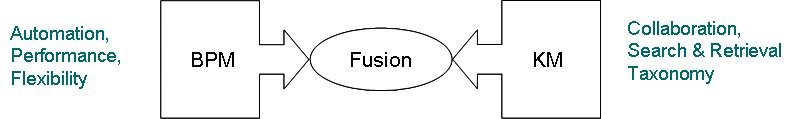 Automation,
Performance,
Flexibility
BPM
Fusion
KM
Collaboration,
Search & Retrieval
Taxonomy